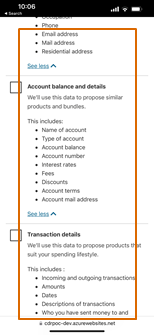 10:06
Search
Occupation
• Phone
• Email address
• Mail address
• Residential address
See less
Account balance and details
We'll use this data to propose similar
products and bundles.
This includes:
• Name of account
• Type of account
• Account balance
• Account number
• Interest rates
• Fees
• Discounts
• Account terms
• Account mail address
See less
Transaction details
We'll use this data to propose products that
suit your spending lifestyle.
This includes :
• Incoming and outgoing transactions
• Amounts
• Dates
• Descriptions of transactions
• Who you have sent money to and
cdrpoc-dev.azurewebsites.net